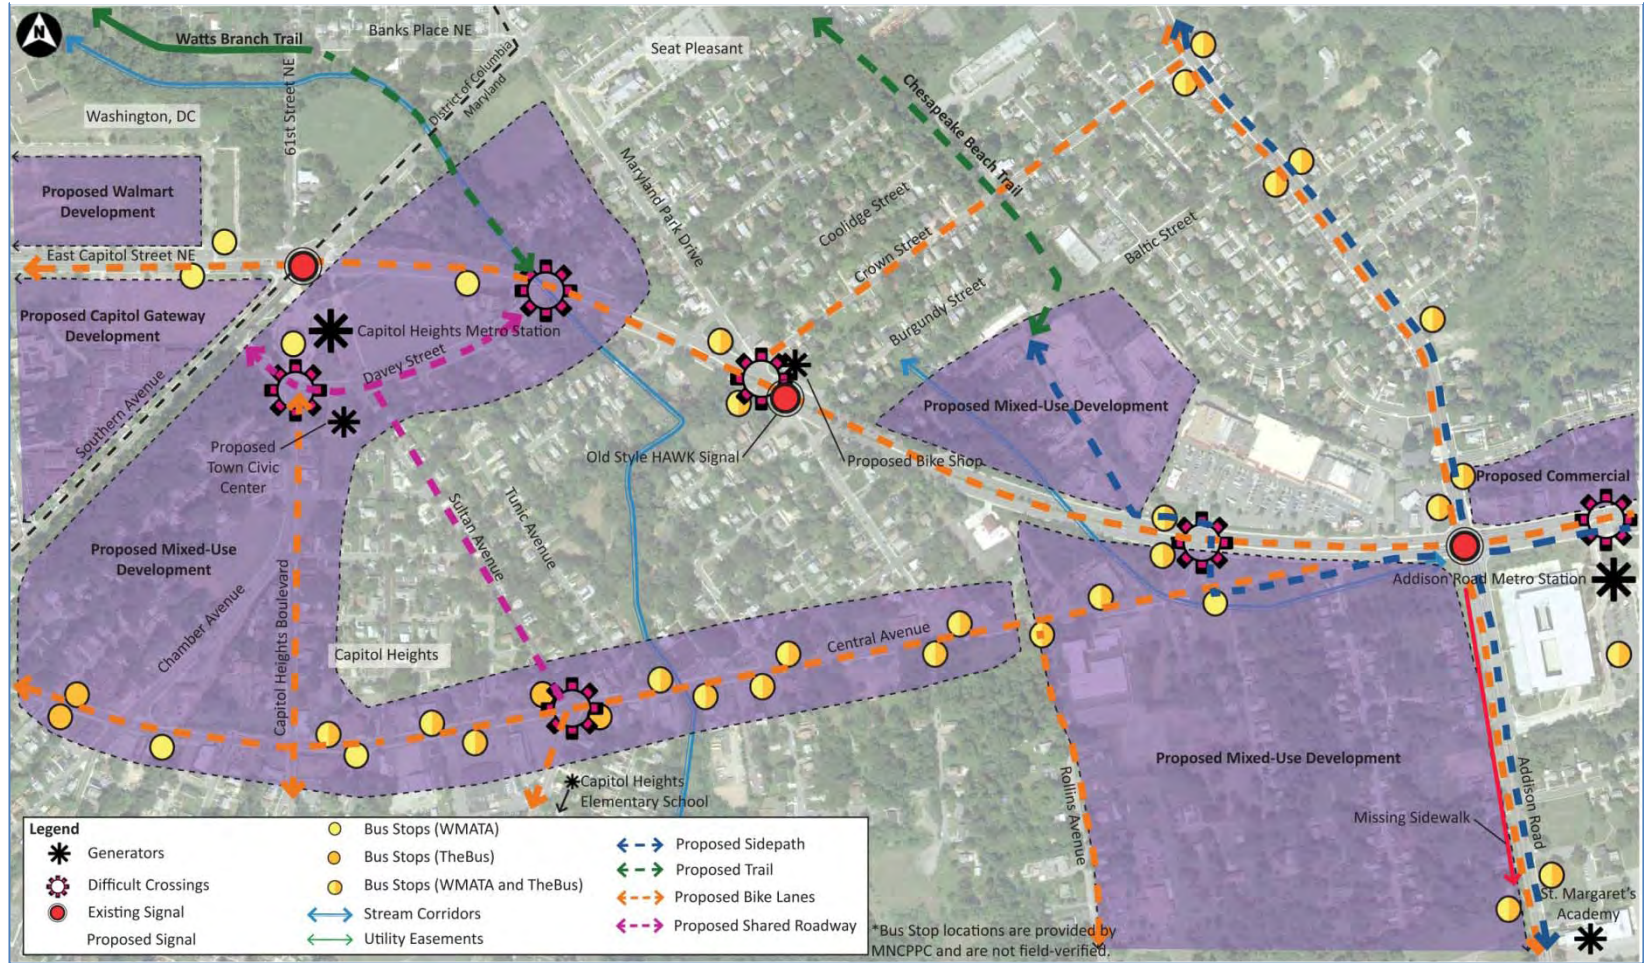 N
Watts Branch Trail
Banks Place NE
Seat Pleasant
District of Columbia
Maryland
61st Street NE
Washington, DC
Chesapeake Beach Trail
Maryland Park Drive
Coolidge Street
Crown Street
Baltic Street
Burgundy Street
Proposed Walmart
Development
East Capitol Street NE
Proposed Capitol Gateway
Development
Capitol Heights Metro Station
Davey Street
Southern Avenue
Proposed
Town Civic
Center
Old Style HAWK Signal
Proposed Bike Shop
Proposed Mixed-Use Development
Proposed Commercial
Sultan Avenue
Tunic Avenue
Proposed Mixed-Use
Development
Chamber Avenue
Capitol Heights Boulevard
Capitol Heights
Central Avenue
Addison Road Metro Station
Proposed Mixed-Use Development
Rollins Avenue
Addison Road
Missing Sidewalk
Capitol Heights
Elementary School
St. Margaret's
Academy
Legend
Generators
Difficult Crossings
Existing Signal
Proposed Signal
Bus Stops (WMATA)
Bus Stops (TheBus)
Bus Stops (WMATA and TheBus)
Stream Corridors
Utility Easements
Proposed Sidepath
Proposed Trail
Proposed Bike Lanes
Proposed Shared Roadway
*Bus Stop locations are provided by
MNCPPC and are not field-verified.